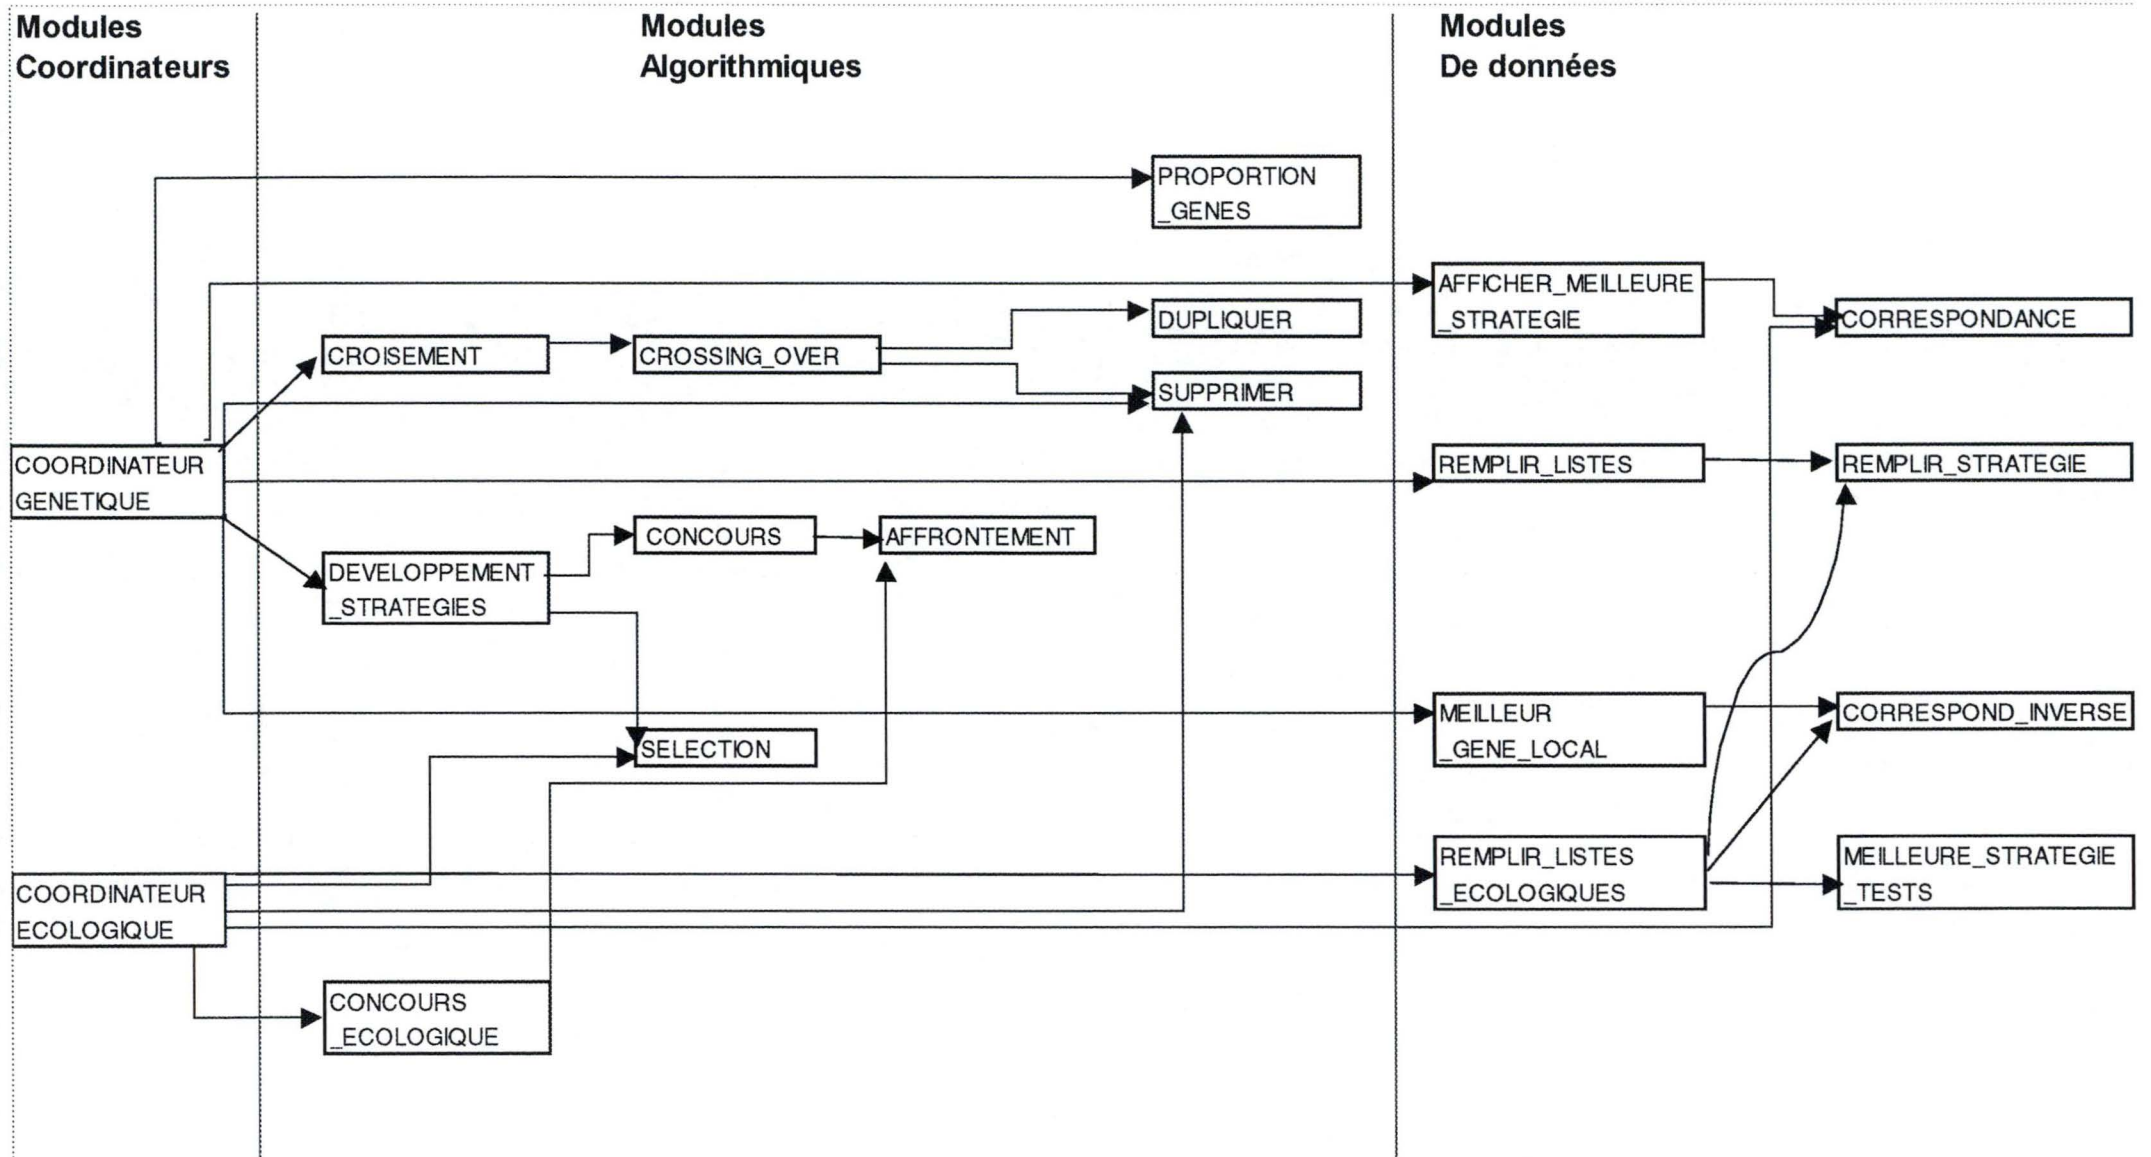 Modules
Coordinateurs
Modules
Algorithmiques
Modules
De données
PROPORTION
_GENES
AFFICHER_MEILLEURE
_STRATEGIE
DUPLIQUER
CORRESPONDANCE
CROISEMENT
CROSSING_OVER
SUPPRIMER
COORDINATEUR
GENETIQUE
REMPLIR_LISTES
REMPLIR_STRATEGIE
CONCOURS
AFFRONTEMENT
DEVELOPPEMENT
_STRATEGIES
MEILLEUR
_GENE_LOCAL
CORRESPOND_INVERSE
SELECTION
REMPLIR_LISTES
_ECOLOGIQUES
MEILLEURE_STRATEGIE
_TESTS
COORDINATEUR
ECOLOGIQUE
CONCOURS
_ECOLOGIQUE